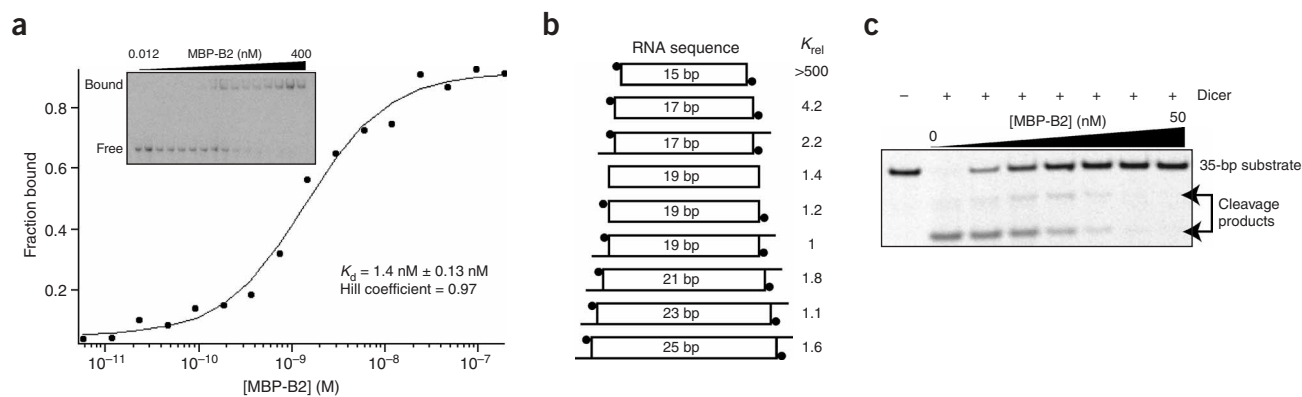 a
0.012 MBP-B2 (nM) 400
Bound
Free
0.8
0.6
0.4
0.2
Fraction bound
K_d = 1.4 nM ± 0.13 nM
Hill coefficient = 0.97
10⁻¹¹ 10⁻¹⁰ 10⁻⁹ 10⁻⁸ 10⁻⁷
[MBP-B2] (M)
b
RNA sequence K_rel
15 bp >500
17 bp 4.2
17 bp 2.2
19 bp 1.4
19 bp 1.2
19 bp 1
21 bp 1.8
23 bp 1.1
25 bp 1.6
c
– + + + + + + + Dicer
0 [MBP-B2] (nM) 50
35-bp substrate
Cleavage
products